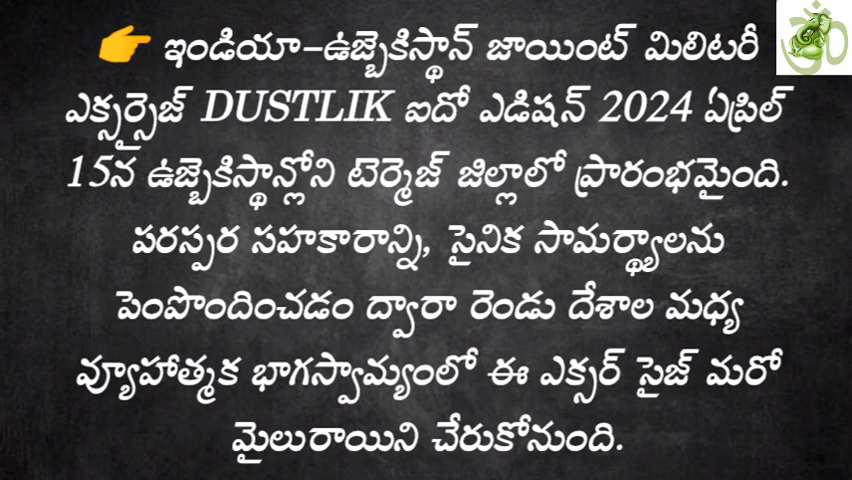 👉 ఇండియా-ఉజ్బెకిస్థాన్ జాయింట్ మిలిటరీ
ఎక్సర్సైజ్ DUSTLIK ఐదో ఎడిషన్ 2024 ఏప్రిల్
15న ఉజ్బెకిస్థాన్లోని టెర్మెజ్ జిల్లాలో ప్రారంభమైంది.
పరస్పర సహకారాన్ని, సైనిక సామర్థ్యాలను
పెంపొందించడం ద్వారా రెండు దేశాల మధ్య
వ్యూహాత్మక భాగస్వామ్యంలో ఈ ఎక్సర్ సైజ్ మరో
మైలురాయిని చేరుకోనుంది.